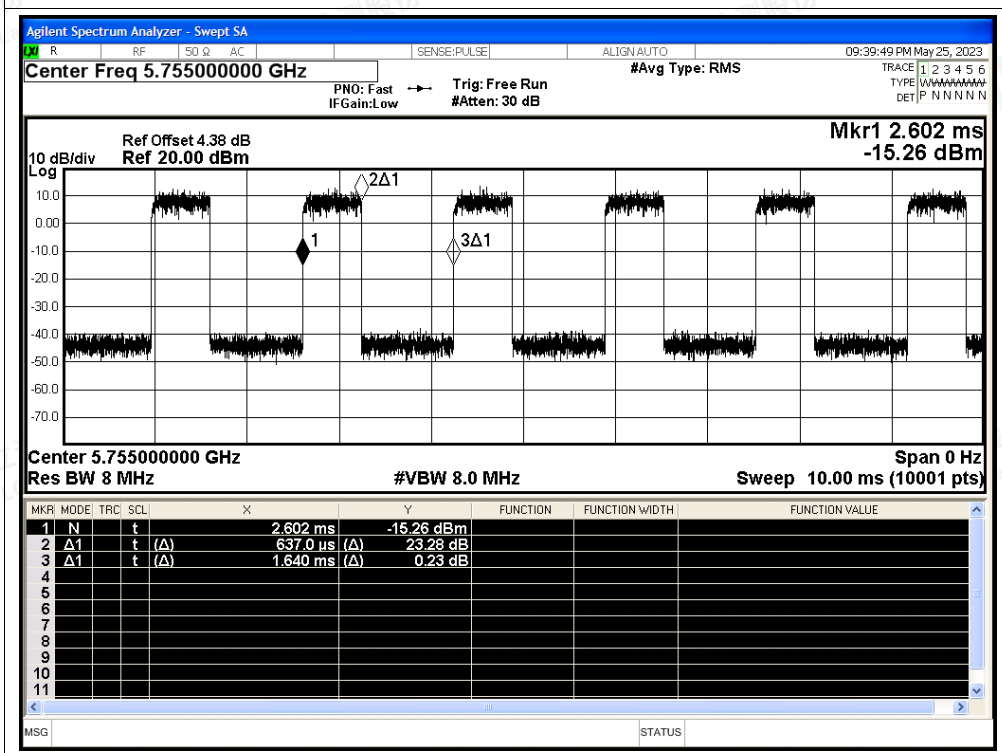 Agilent Spectrum Analyzer - Swept SA
LXI R RF 50 Ω AC SENSE:PULSE ALIGN AUTO 09:39:49 PM May 25, 2023
Center Freq 5.755000000 GHz #Avg Type: RMS TRACE 1 2 3 4 5 6
PNO: Fast Trig: Free Run TYPE WWWWWW
IFGain:Low #Atten: 30 dB DET P N N N N N
Mkr1 2.602 ms
Ref Offset 4.38 dB
10 dB/div Ref 20.00 dBm -15.26 dBm
Log
10.0
0.00
-10.0
-20.0
-30.0
-40.0
-50.0
-60.0
-70.0
2Δ1
1
3Δ1
Center 5.755000000 GHz Span 0 Hz
Res BW 8 MHz #VBW 8.0 MHz Sweep 10.00 ms (10001 pts)
MKR MODE TRC SCL X Y FUNCTION FUNCTION WIDTH FUNCTION VALUE
1 N t 2.602 ms -15.26 dBm
2 Δ1 t (Δ) 637.0 µs (Δ) 23.28 dB
3 Δ1 t (Δ) 1.640 ms (Δ) 0.23 dB
4
5
6
7
8
9
10
11
MSG STATUS